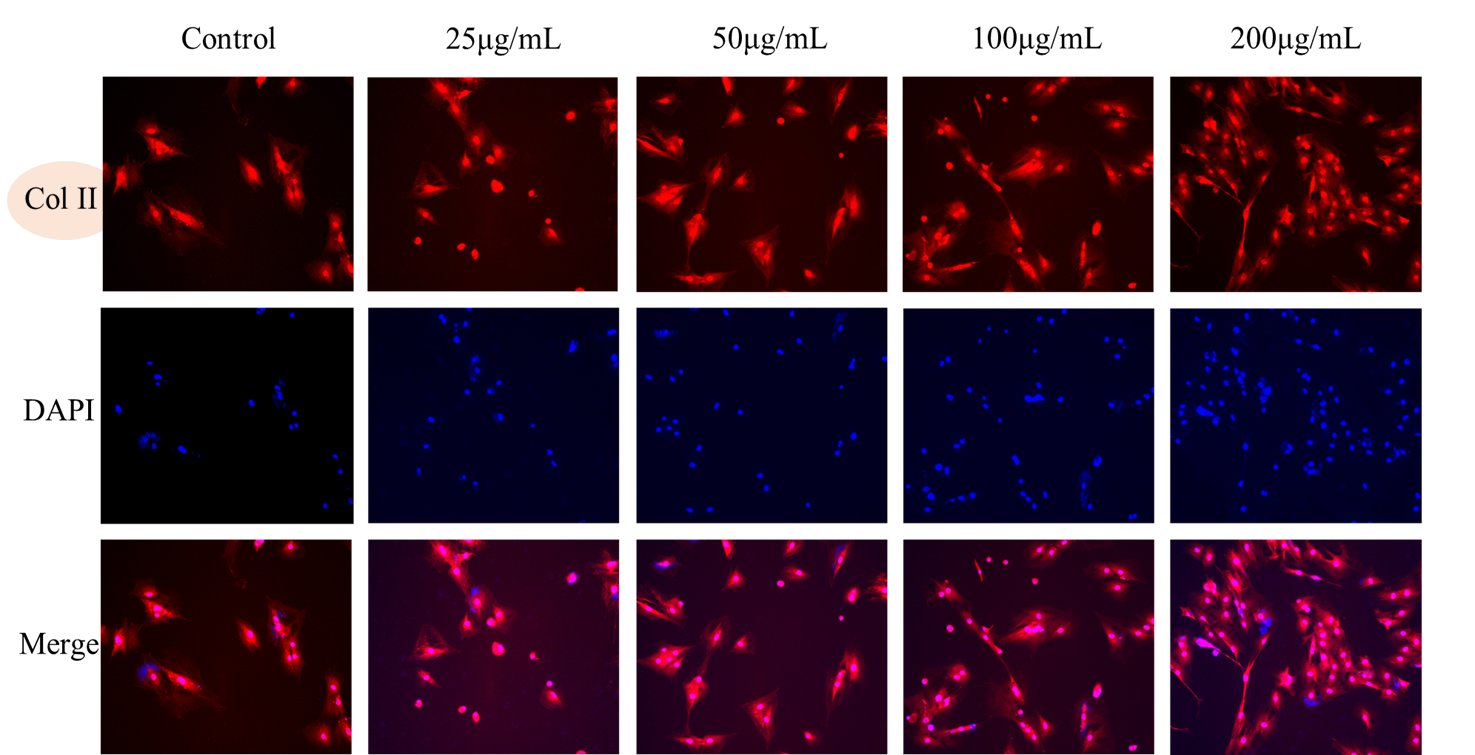 Control 25μg/mL 50μg/mL 100μg/mL 200μg/mL
Col II
DAPI
Merge